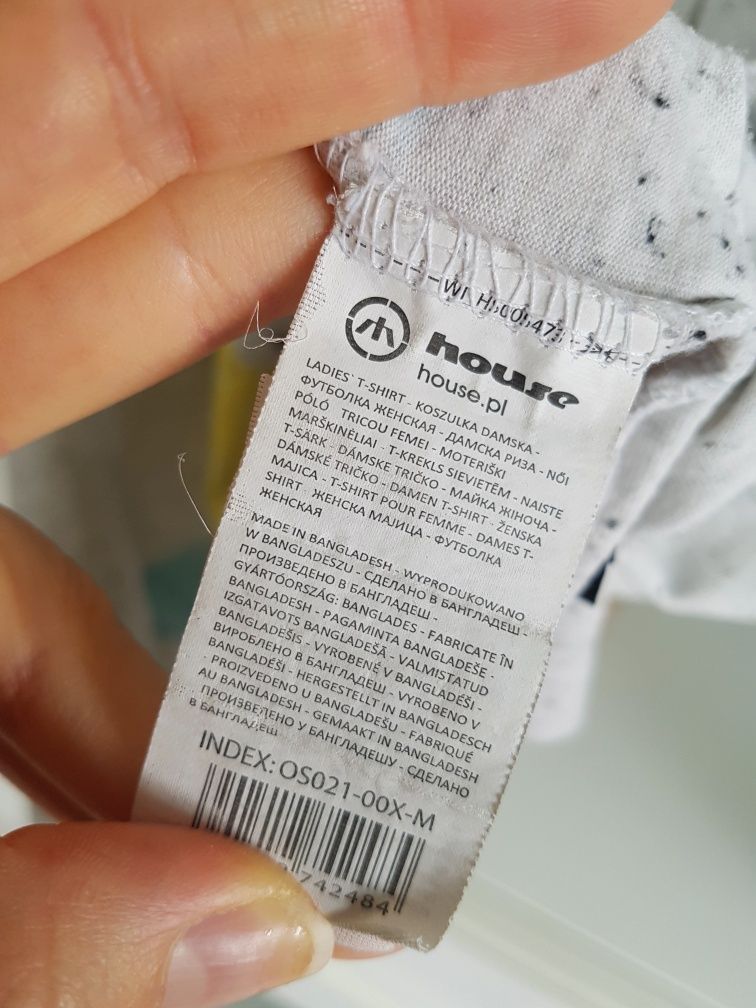 house
house.pl
LADIES` T-SHIRT - KOSZULKA DAMSKA -
ФУТБОЛКА ЖЕНСКАЯ - ДАМСКА РИЗА - NŐI
PÓLÓ TRICOU FEMEI - MOTERIŠKI
MARŠKINĖLIAI T-KREKLS SIEVIETĒM - NAISTE
T-SÄRK - DÁMSKE TRIČKO - МАЙКА ЖІНОЧА -
DÁMSKÉ TRIČKO - DAMEN T-SHIRT - ŽENSKA
MAJICA - T-SHIRT POUR FEMME - DAMES T-
SHIRT ЖЕНСКА МАЈИЦА - ФУТБОЛКА
ЖЕНСКАЯ
MADE IN BANGLADESH - WYPRODUKOWANO
W BANGLADESZU - СДЕЛАНО В БАНГЛАДЕШ -
ПРОИЗВЕДЕНО В БАНГЛАДЕШ -
GYÁRTÓORSZÁG: BANGLADES - FABRICATE ÎN
BANGLADESH - PAGAMINTA BANGLADEŠE -
IZGATAVOTS BANGLADEŠĀ - VALMISTATUD
BANGLADEŠIS - VYROBENÉ V BANGLADÉŠI -
ВИРОБЛЕНО В БАНГЛАДЕШ - VYROBENO V
BANGLADÉŠI - HERGESTELLT IN BANGLADESCH
- PROIZVEDENO U BANGLADEŠU - FABRIQUÉ
AU BANGLADESH - GEMAAKT IN BANGLADESH
ПРОИЗВЕДЕНО У БАНГЛАДЕШУ - СДЕЛАНО
В БАНГЛАДЕШ
INDEX: OS021-00X-M
742484